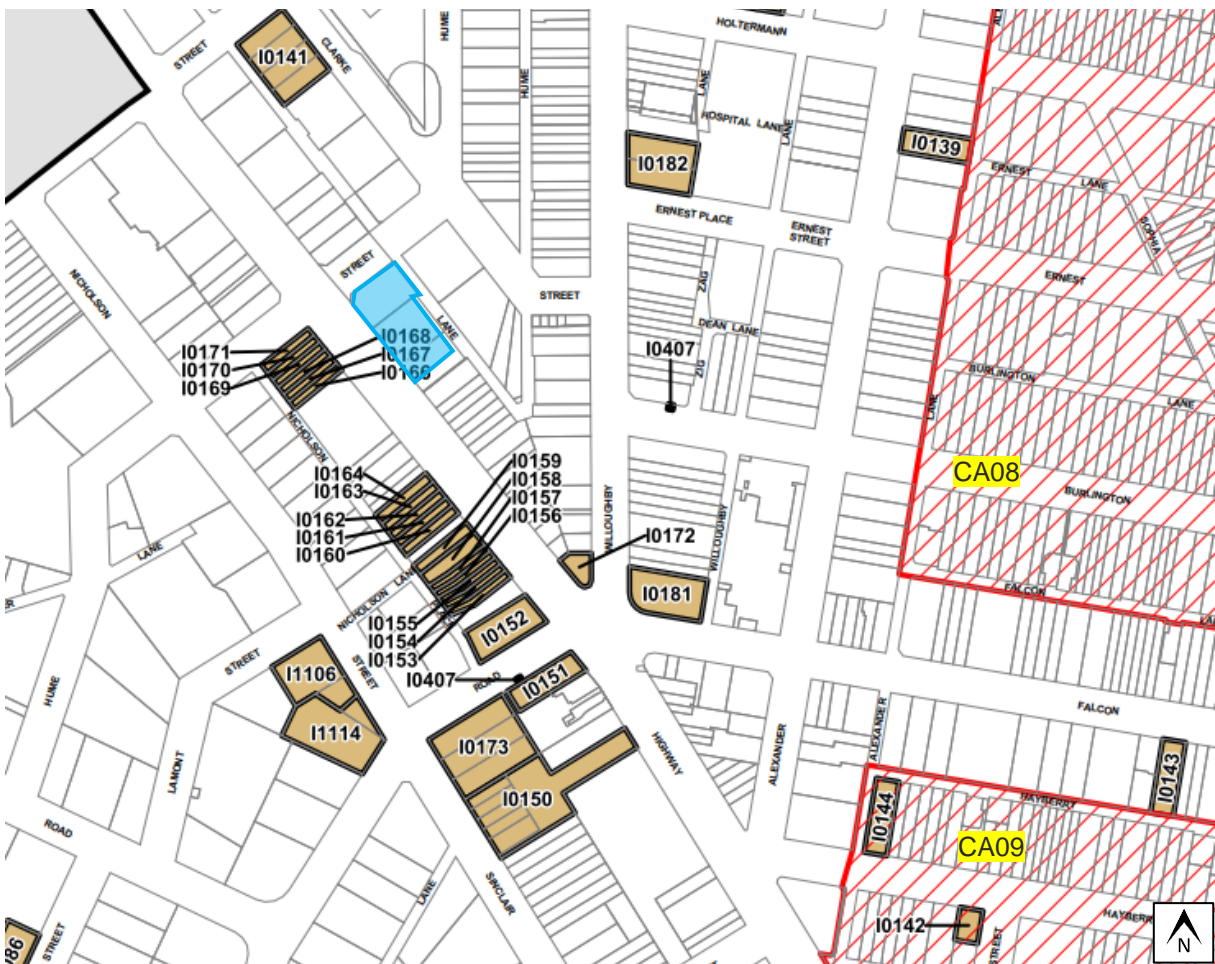 HOLTERMANN
STREET
CLARKE
HUME
I0141
HUME
LANE
HOSPITAL LANE
LANE
I0139
I0182
ERNEST
LANE
ERNEST PLACE
ERNEST
STREET
SOPHIA
STREET
ERNEST
NICHOLSON
STREET
ZAG
LANE
DEAN LANE
I0168
I0171
I0167
I0407
I0170
I0166
ZIG
I0169
BURLINGTON
LANE
LANE
NICHOLSON
I0159
I0164
I0158
CA08
I0163
I0157
BURLINGTON
I0162
I0156
WILLOUGHBY
I0161
I0172
WILLOUGHBY
LANE
I0160
LANE
FALCON
NICHOLSON
I0181
I0155
I0154
I0152
I0153
STREET
STREET
I1106
I0407
ROAD
I0151
HUME
FALCON
I1114
I0173
ALEXANDER
HIGHWAY
ALEXANDER
LAMONT
I0143
I0150
HAYBERRY
I0144
ROAD
CA09
SINCLAIR
LANE
HAYBERRY
I0142
STREET
STREET
N